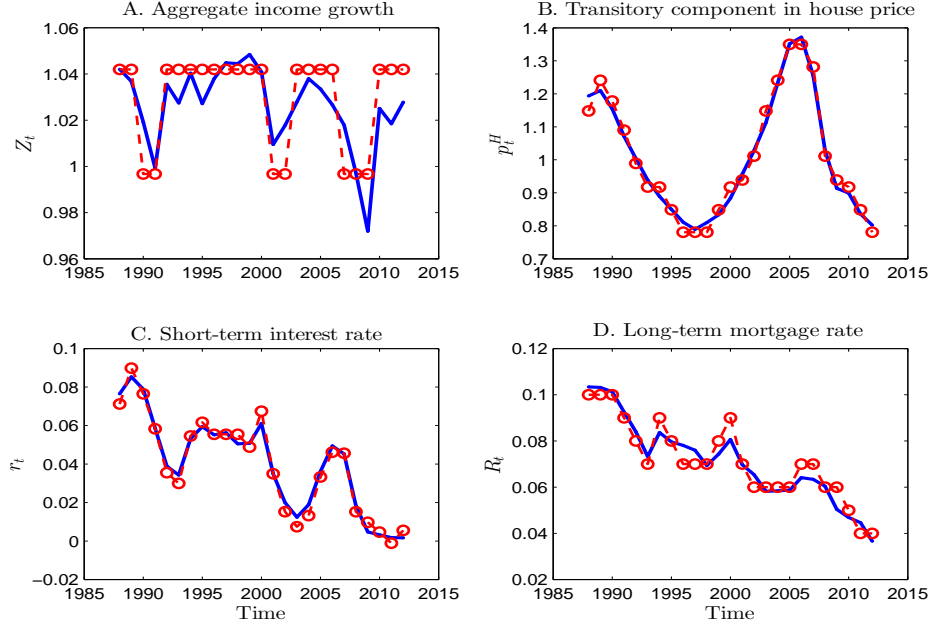 A. Aggregate income growth
1.06
1.04
1.02
1
0.98
0.96
Z_t
1985 1990 1995 2000 2005 2010 2015
B. Transitory component in house price
1.4
1.3
1.2
1.1
1
0.9
0.8
0.7
p_t^H
1985 1990 1995 2000 2005 2010 2015
C. Short-term interest rate
0.1
0.08
0.06
0.04
0.02
0
−0.02
r_t
1985 1990 1995 2000 2005 2010 2015
Time
D. Long-term mortgage rate
0.12
0.1
0.08
0.06
0.04
0.02
R_t
1985 1990 1995 2000 2005 2010 2015
Time